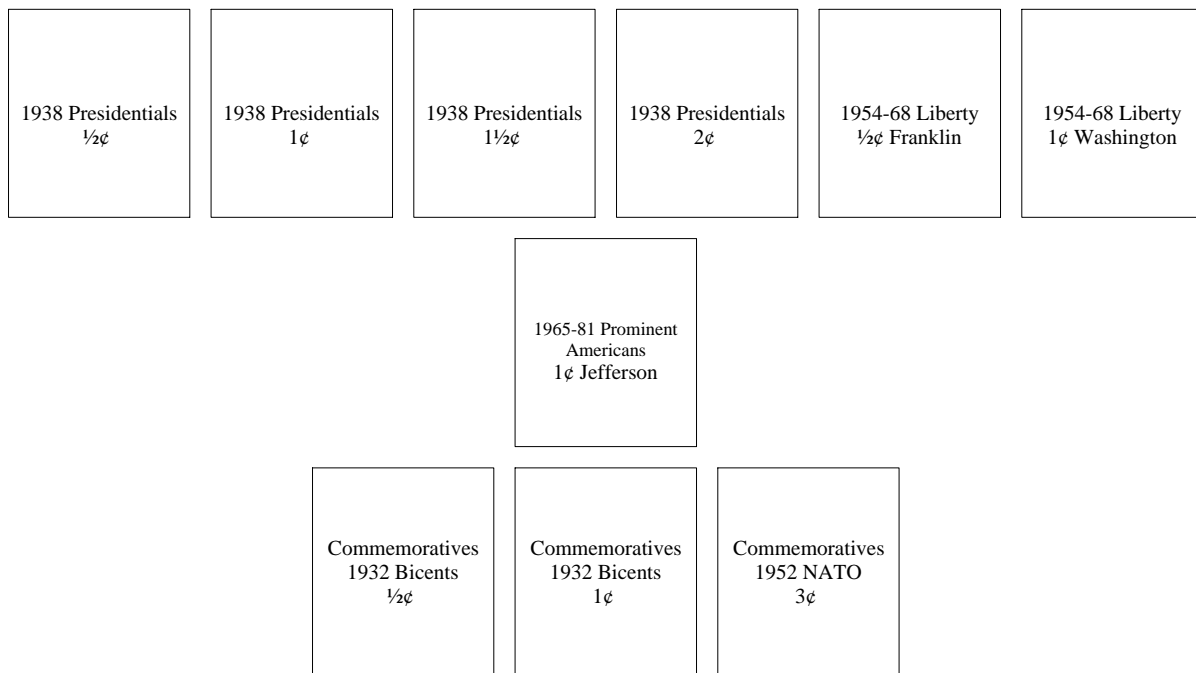 1938 Presidentials
½¢
1938 Presidentials
1¢
1938 Presidentials
1½¢
1938 Presidentials
2¢
1954-68 Liberty
½¢ Franklin
1954-68 Liberty
1¢ Washington
1965-81 Prominent
Americans
1¢ Jefferson
Commemoratives
1932 Bicents
½¢
Commemoratives
1932 Bicents
1¢
Commemoratives
1952 NATO
3¢